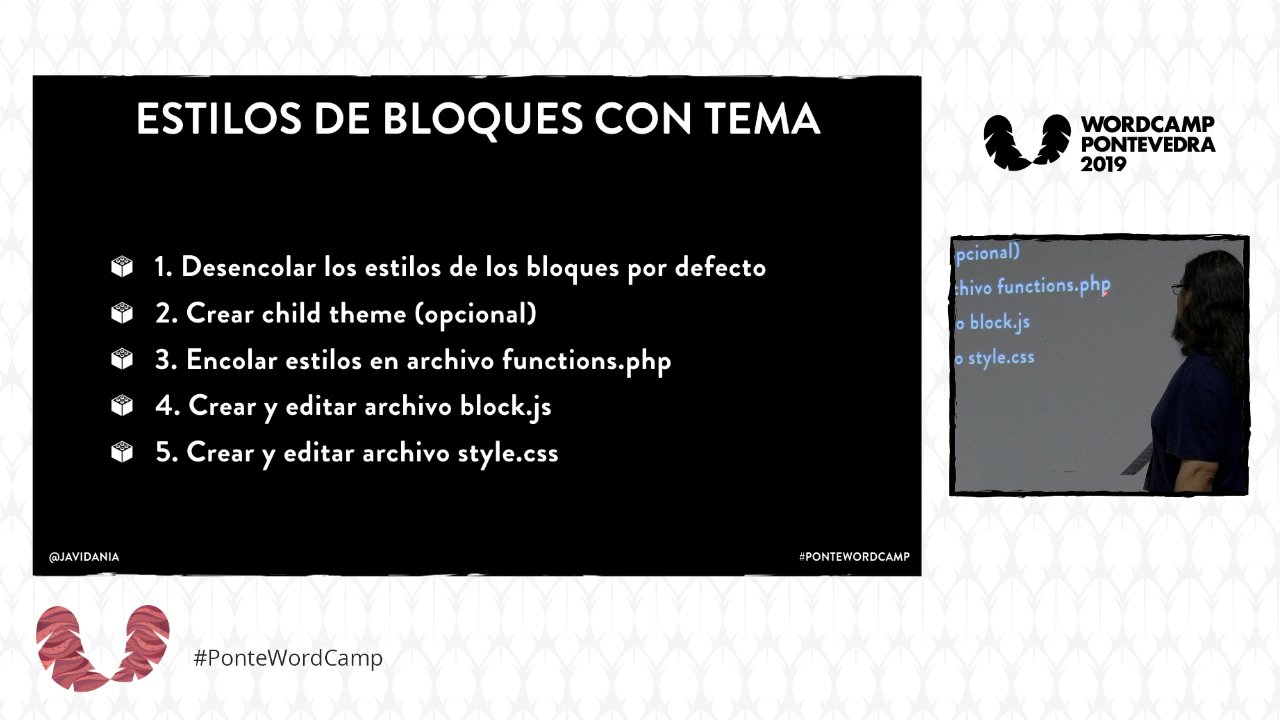 ESTILOS DE BLOQUES CON TEMA
1. Desencolar los estilos de los bloques por defecto
2. Crear child theme (opcional)
3. Encolar estilos en archivo functions.php
4. Crear y editar archivo block.js
5. Crear y editar archivo style.css
@JAVIDANIA
#PONTEWORDCAMP
WORDCAMP
PONTEVEDRA
2019
pcional)
hivo functions.php
o block.js
o style.css
#PonteWordCamp